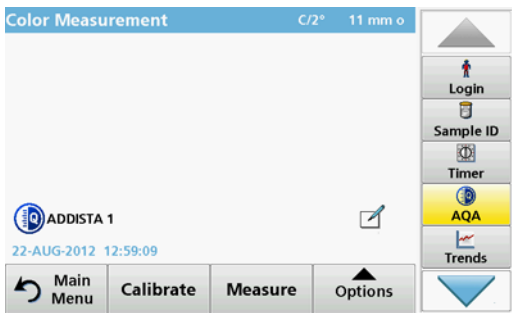 Color Measurement C/2° 11 mm o
Login
Sample ID
Timer
ADDISTA 1
AQA
22-AUG-2012 12:59:09
Trends
Main Menu
Calibrate
Measure
Options